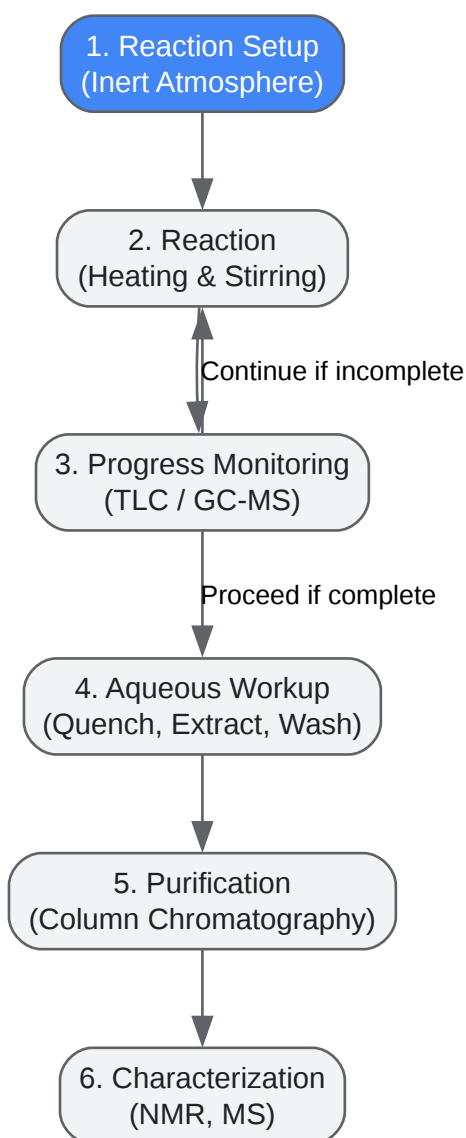 1. Reaction Setup
(Inert Atmosphere)
2. Reaction
(Heating & Stirring)
Continue if incomplete
3. Progress Monitoring
(TLC / GC-MS)
Proceed if complete
4. Aqueous Workup
(Quench, Extract, Wash)
5. Purification
(Column Chromatography)
6. Characterization
(NMR, MS)